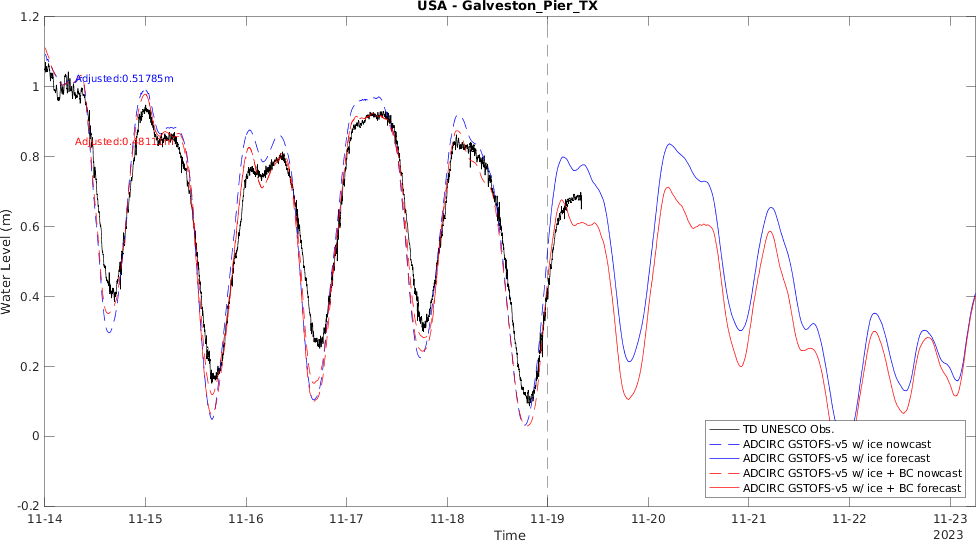 USA - Galveston_Pier_TX
1.2
1
0.8
0.6
0.4
0.2
0
-0.2
Water Level (m)
Adjusted:0.51785m
TD UNESCO Obs.
ADCIRC GSTOFS-v5 w/ ice nowcast
ADCIRC GSTOFS-v5 w/ ice forecast
ADCIRC GSTOFS-v5 w/ ice + BC nowcast
ADCIRC GSTOFS-v5 w/ ice + BC forecast
11-14 11-15 11-16 11-17 11-18 11-19 11-20 11-21 11-22 11-23
Time
2023